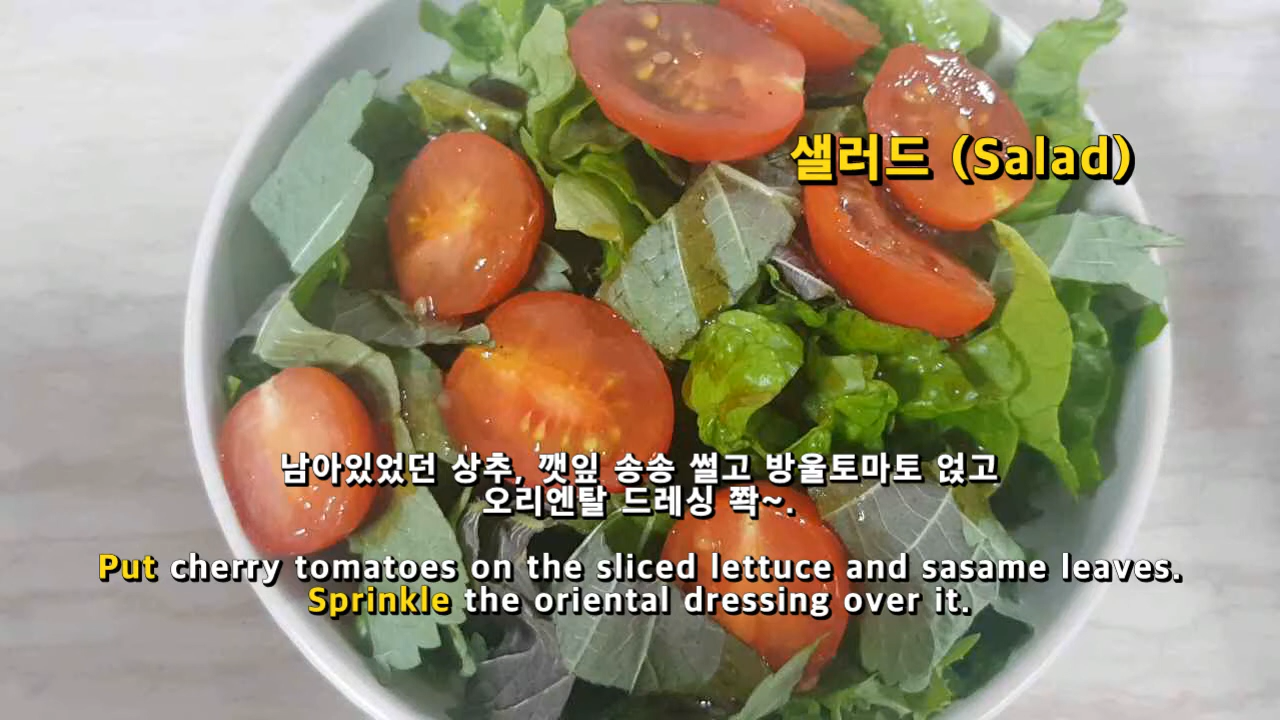 샐러드 (Salad)
남아있었던 상추, 깻잎 송송 썰고 방울토마토 얹고
오리엔탈 드레싱 쫙~.
Put cherry tomatoes on the sliced lettuce and sasame leaves.
Sprinkle the oriental dressing over it.